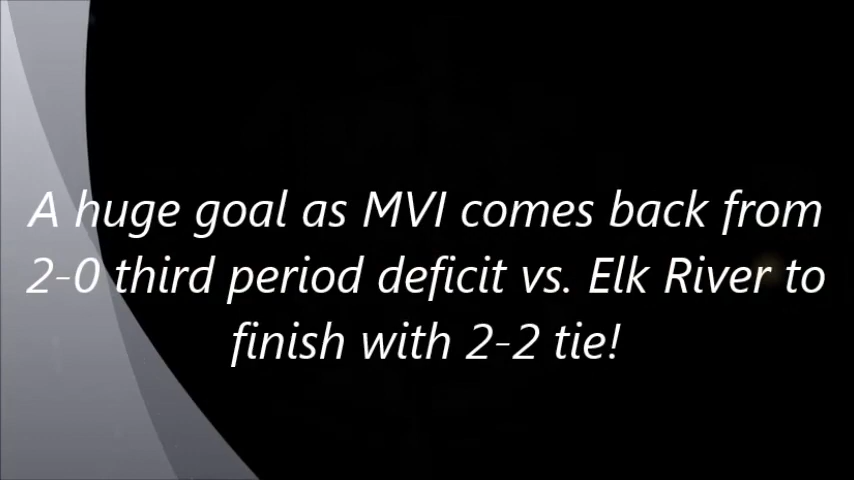 A huge goal as MVI comes back from
2-0 third period deficit vs. Elk River to
finish with 2-2 tie!